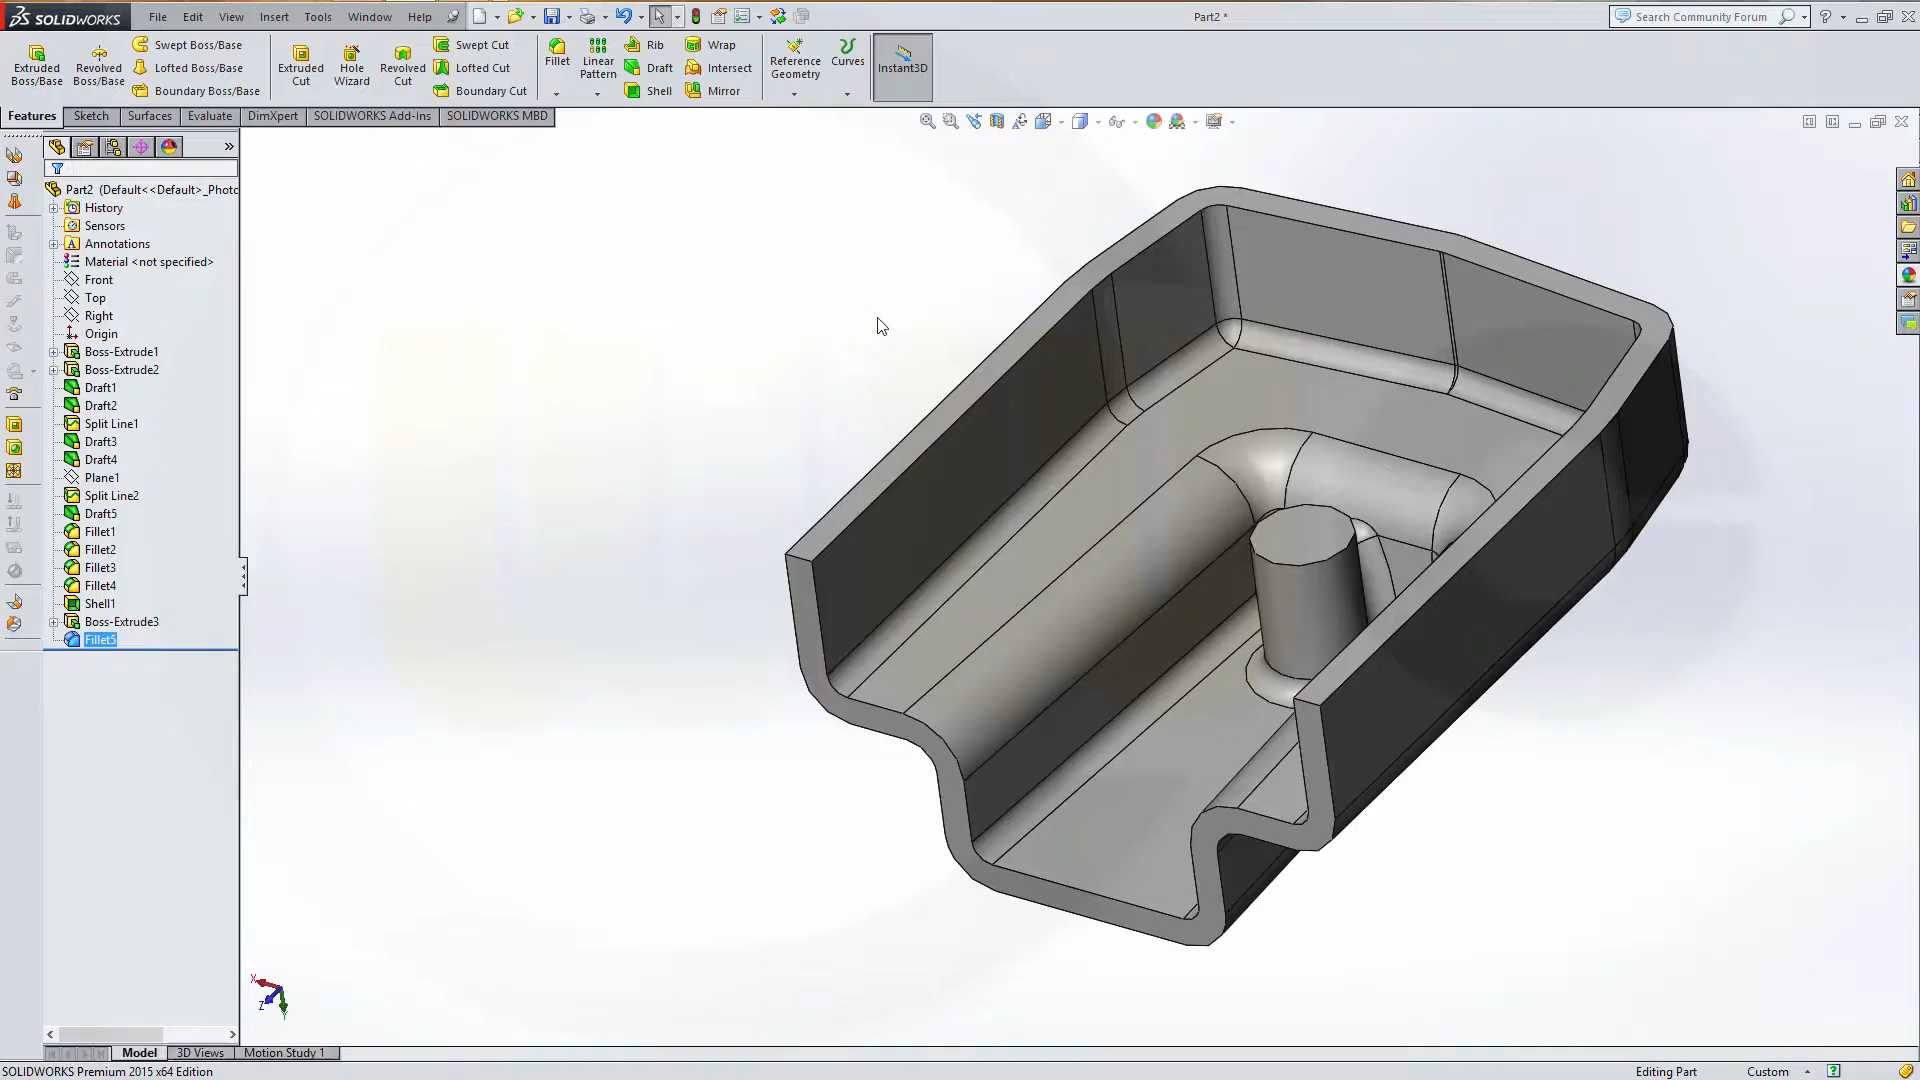 SOLIDWORKS File Edit View Insert Tools Window Help Part2 * Search Community Forum
Extruded Boss/Base
Revolved Boss/Base
Swept Boss/Base
Lofted Boss/Base
Boundary Boss/Base
Extruded Cut
Hole Wizard
Revolved Cut
Swept Cut
Lofted Cut
Boundary Cut
Fillet
Linear Pattern
Rib
Draft
Shell
Wrap
Intersect
Mirror
Reference Geometry
Curves
Instant3D
Features Sketch Surfaces Evaluate DimXpert SOLIDWORKS Add-Ins SOLIDWORKS MBD
Part2 (Default<<Default>_Photo
History
Sensors
Annotations
Material <not specified>
Front
Top
Right
Origin
Boss-Extrude1
Boss-Extrude2
Draft1
Draft2
Split Line1
Draft3
Draft4
Plane1
Split Line2
Draft5
Fillet1
Fillet2
Fillet3
Fillet4
Shell1
Boss-Extrude3
Fillet5
X
Z
Y
Model 3D Views Motion Study 1
SOLIDWORKS Premium 2015 x64 Edition Editing Part Custom